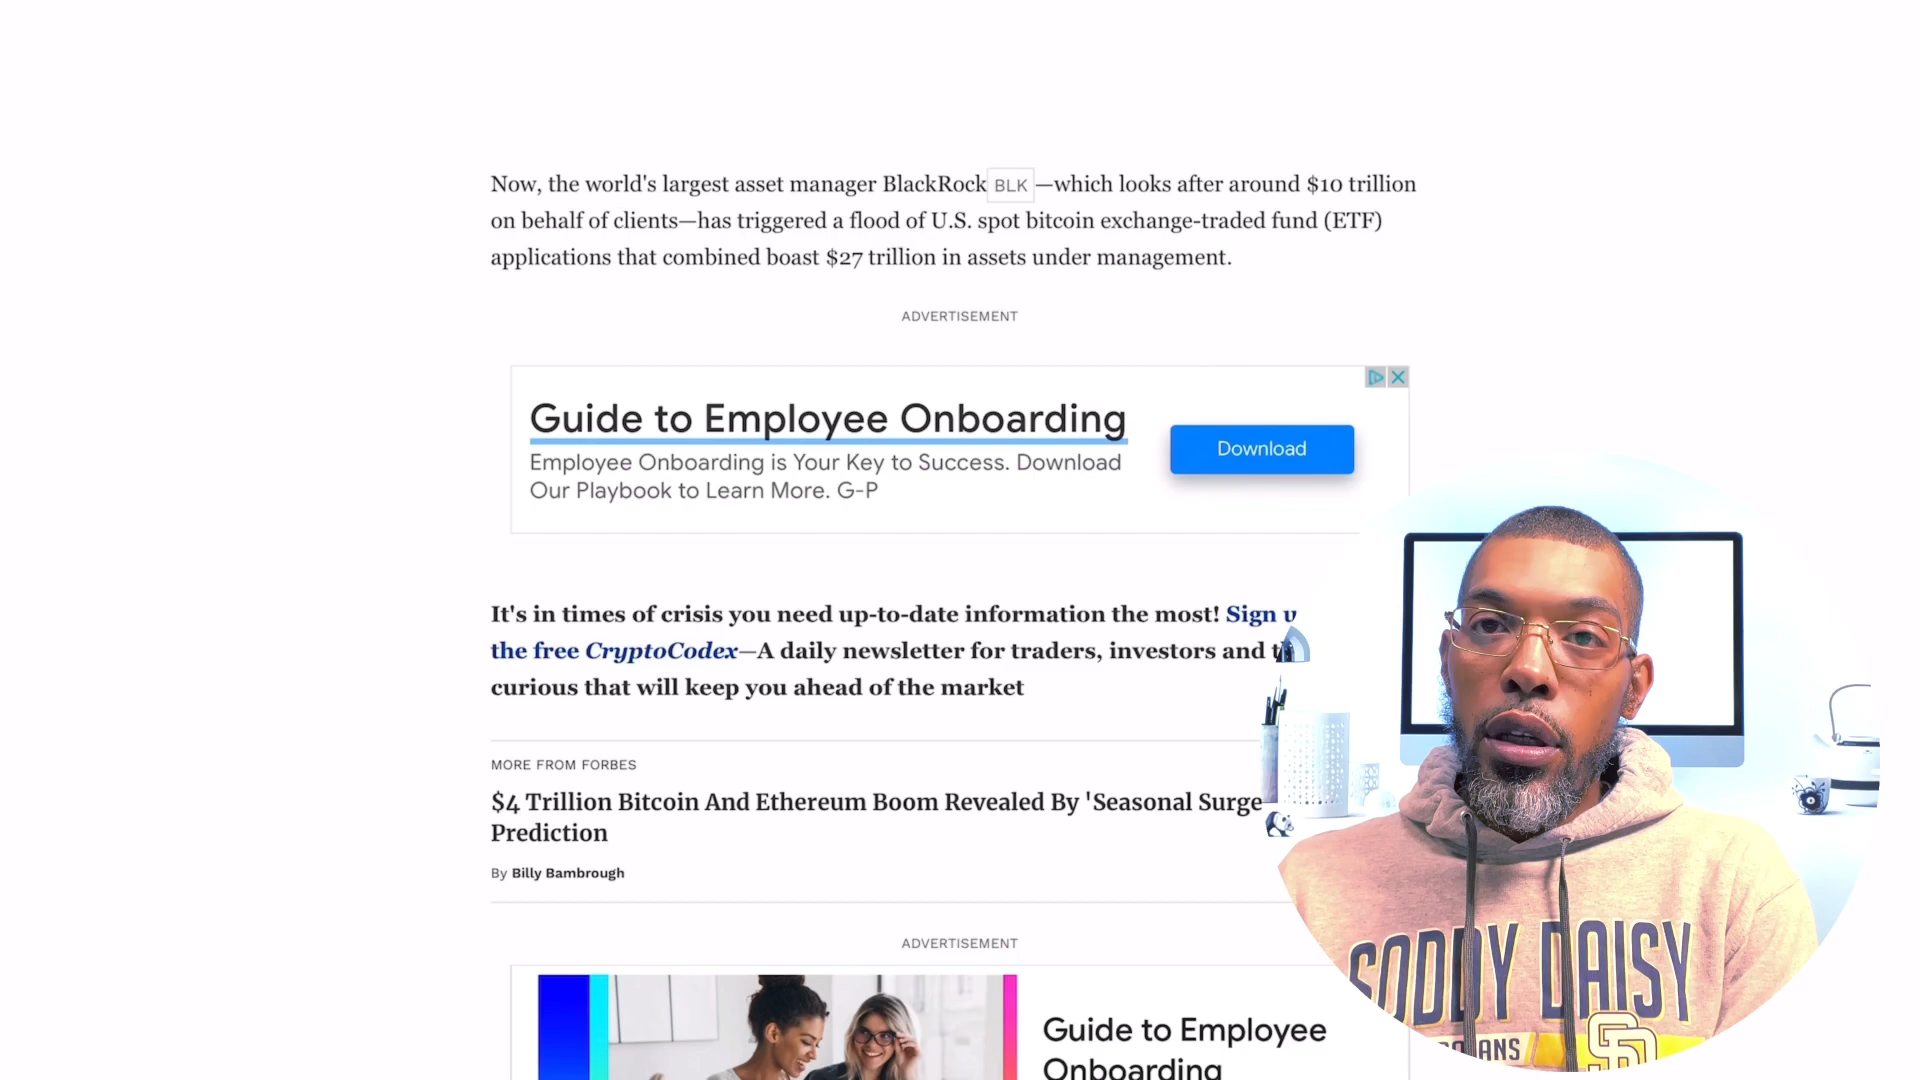 Now, the world's largest asset manager BlackRock BLK —which looks after around $10 trillion
on behalf of clients—has triggered a flood of U.S. spot bitcoin exchange-traded fund (ETF)
applications that combined boast $27 trillion in assets under management.
ADVERTISEMENT
Guide to Employee Onboarding
Employee Onboarding is Your Key to Success. Download
Our Playbook to Learn More. G-P
Download
It's in times of crisis you need up-to-date information the most! Sign
the free CryptoCodex—A daily newsletter for traders, investors and
curious that will keep you ahead of the market
MORE FROM FORBES
$4 Trillion Bitcoin And Ethereum Boom Revealed By 'Seasonal Surge
Prediction
By Billy Bambrough
ADVERTISEMENT
Guide to Employee
Onboarding
SODDY DAISY
SD